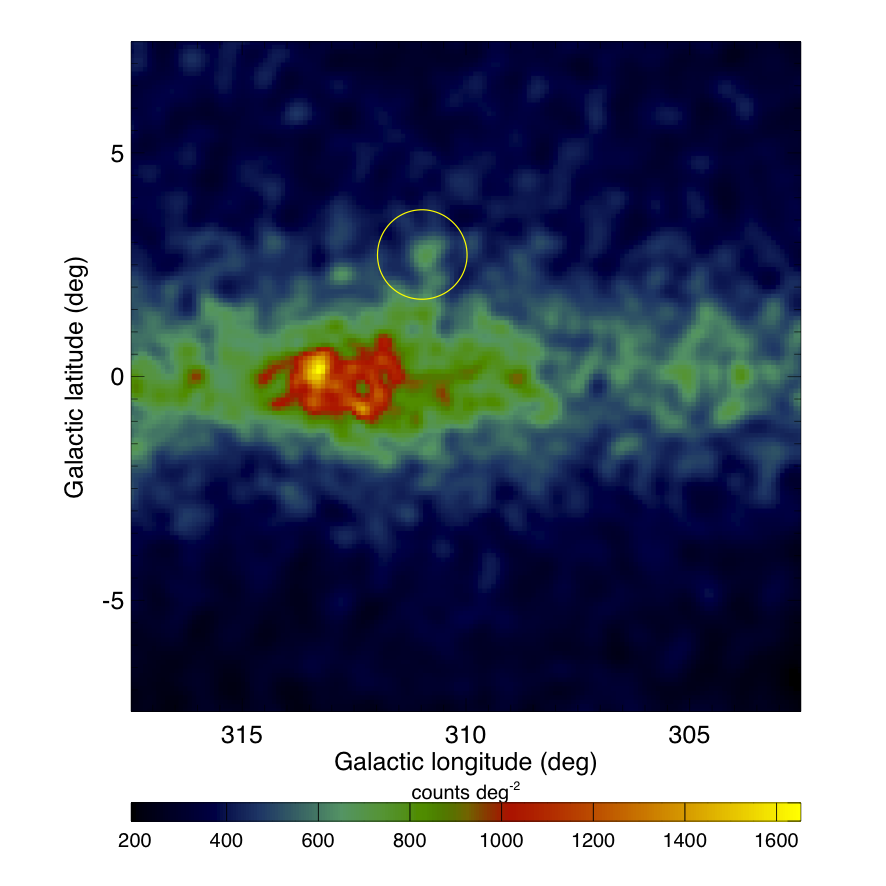 5
0
-5
Galactic latitude (deg)
315 310 305
Galactic longitude (deg)
counts deg-2
200 400 600 800 1000 1200 1400 1600